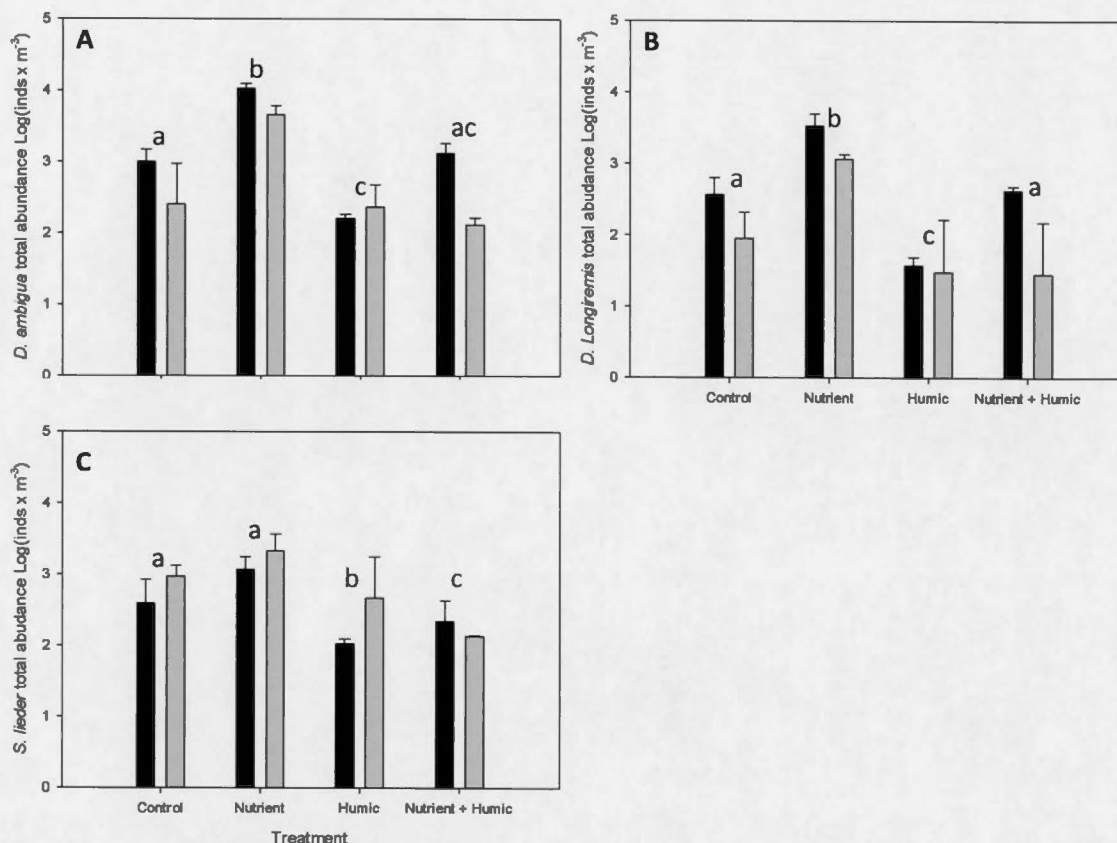 A
D. embigua total abundance Log(inds x m-3)
5
4
3
2
1
0
a
b
c
ac
B
D. Longiremis total abudance Log(inds x m-3)
5
4
3
2
1
0
a
b
c
a
Control
Nutrient
Humic
Nutrient + Humic
C
S. lieder total abudance Log(inds x m-3)
5
4
3
2
1
0
a
a
b
c
Control
Nutrient
Humic
Nutrient + Humic
Treatment